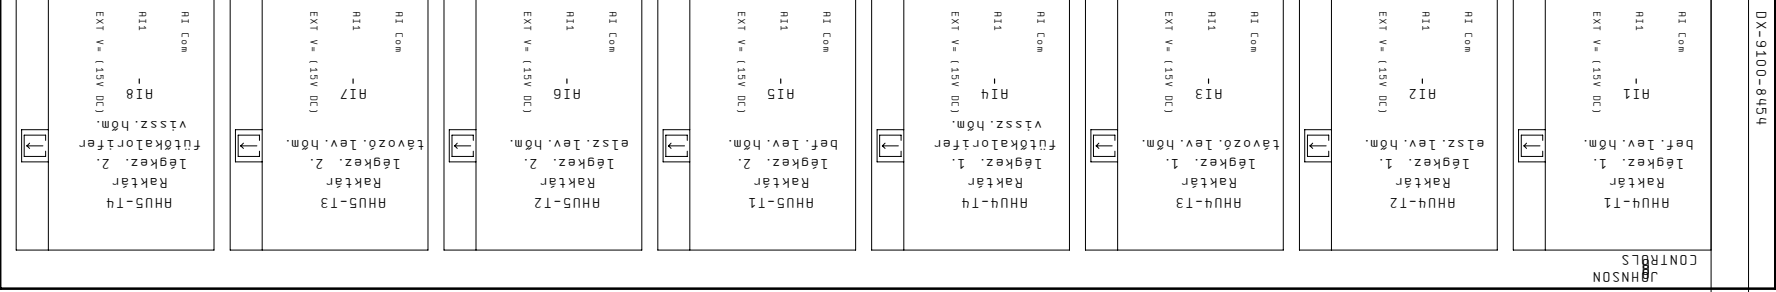 JOHNSON
CONTROLS
DX-9100-8454
AHU4-T1
Raktár
légkez. 1.
bef.lev.hőm.
AI1
-
AI Com
AI1
EXT V= (15V DC)
AHU4-T2
Raktár
légkez. 1.
elsz.lev.hőm.
AI2
-
AI Com
AI1
EXT V= (15V DC)
AHU4-T3
Raktár
légkez. 1.
távozó.lev.hőm.
AI3
-
AI Com
AI1
EXT V= (15V DC)
AHU4-T4
Raktár
légkez. 1.
fűtőkalorifer
vissz.hőm.
AI4
-
AI Com
AI1
EXT V= (15V DC)
AHU5-T1
Raktár
légkez. 2.
bef.lev.hőm.
AI5
-
AI Com
AI1
EXT V= (15V DC)
AHU5-T2
Raktár
légkez. 2.
elsz.lev.hőm.
AI6
-
AI Com
AI1
EXT V= (15V DC)
AHU5-T3
Raktár
légkez. 2.
távozó.lev.hőm.
AI7
-
AI Com
AI1
EXT V= (15V DC)
AHU5-T4
Raktár
légkez. 2.
fűtőkalorifer
vissz.hőm.
AI8
-
AI Com
AI1
EXT V= (15V DC)